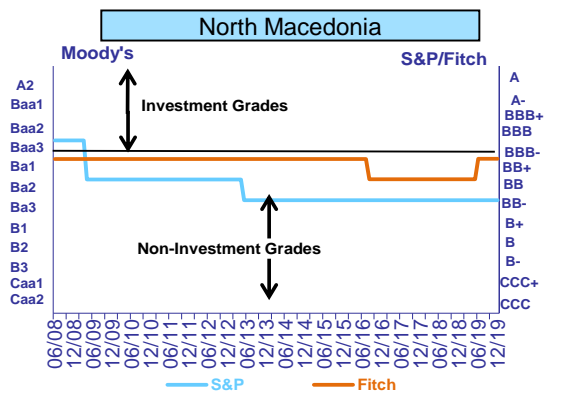 North Macedonia
Moody's
S&P/Fitch
A2
Baa1
Baa2
Baa3
Ba1
Ba2
Ba3
B1
B2
B3
Caa1
Caa2
Investment Grades
Non-Investment Grades
A
A-
BBB+
BBB
BBB-
BB+
BB
BB-
B+
B
B-
CCC+
CCC
06/08
12/08
06/09
12/09
06/10
12/10
06/11
12/11
06/12
12/12
06/13
12/13
06/14
12/14
06/15
12/15
06/16
12/16
06/17
12/17
06/18
12/18
06/19
12/19
S&P
Fitch